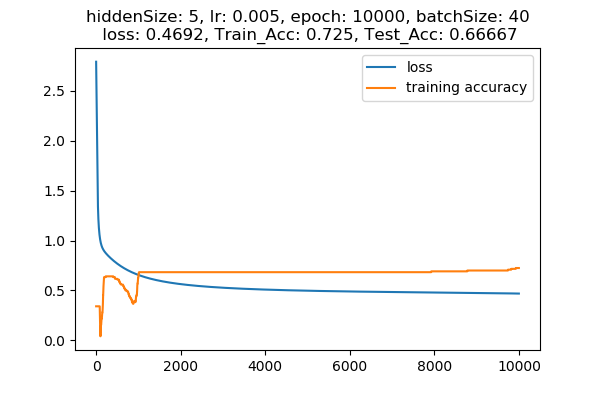 hiddenSize: 5, lr: 0.005, epoch: 10000, batchSize: 40
loss: 0.4692, Train_Acc: 0.725, Test_Acc: 0.66667
loss
training accuracy
2.5
2.0
1.5
1.0
0.5
0.0
0 2000 4000 6000 8000 10000